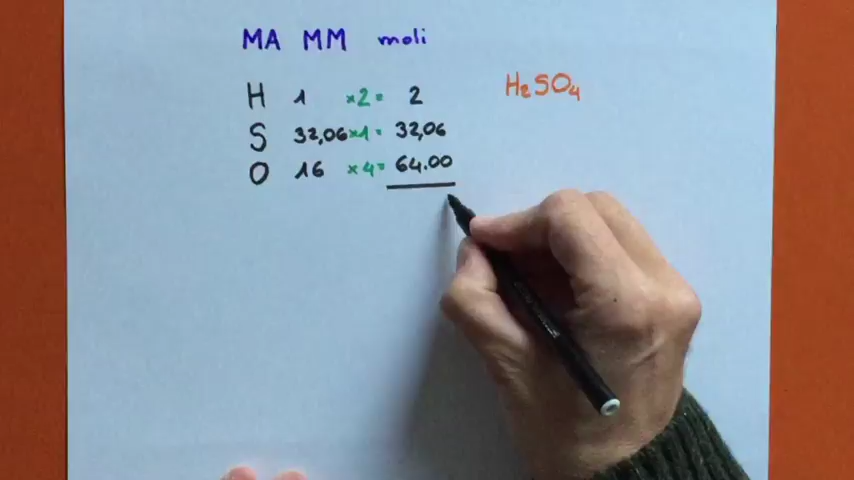 MA MM moli
H₂SO₄
H 1 ×2= 2
S 32,06 ×1= 32,06
O 16 ×4= 64.00